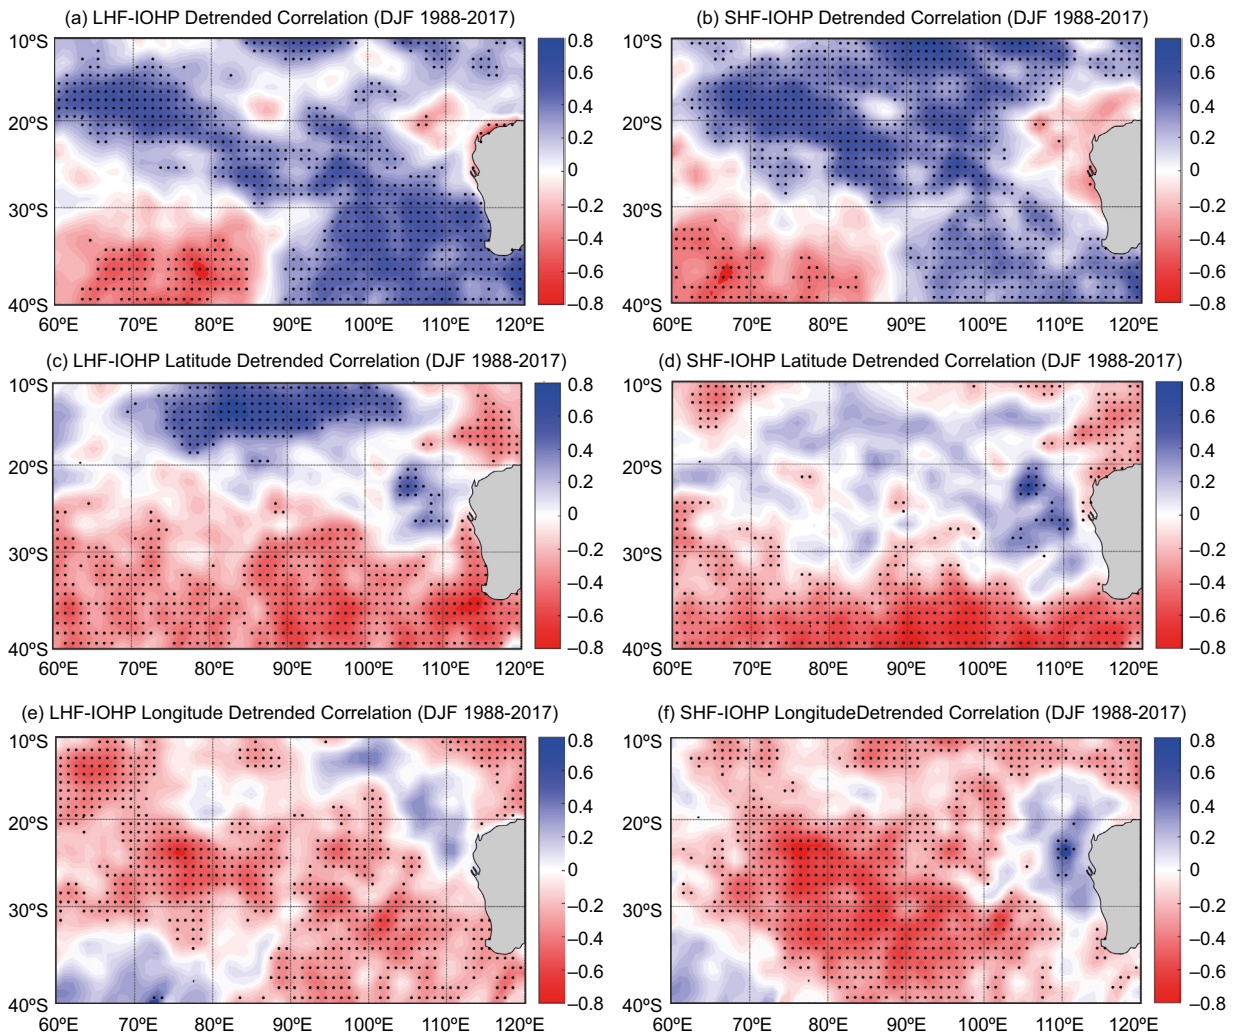 (a) LHF-IOHP Detrended Correlation (DJF 1988-2017)
10ºS
20ºS
30ºS
40ºS
60ºE 70ºE 80ºE 90ºE 100ºE 110ºE 120ºE
0.8
0.6
0.4
0.2
0
–0.2
–0.4
–0.6
–0.8
(b) SHF-IOHP Detrended Correlation (DJF 1988-2017)
10ºS
20ºS
30ºS
40ºS
60ºE 70ºE 80ºE 90ºE 100ºE 110ºE 120ºE
0.8
0.6
0.4
0.2
0
–0.2
–0.4
–0.6
–0.8
(c) LHF-IOHP Latitude Detrended Correlation (DJF 1988-2017)
10ºS
20ºS
30ºS
40ºS
60ºE 70ºE 80ºE 90ºE 100ºE 110ºE 120ºE
0.8
0.6
0.4
0.2
0
–0.2
–0.4
–0.6
–0.8
(d) SHF-IOHP Latitude Detrended Correlation (DJF 1988-2017)
10ºS
20ºS
30ºS
40ºS
60ºE 70ºE 80ºE 90ºE 100ºE 110ºE 120ºE
0.8
0.6
0.4
0.2
0
–0.2
–0.4
–0.6
–0.8
(e) LHF-IOHP Longitude Detrended Correlation (DJF 1988-2017)
10ºS
20ºS
30ºS
40ºS
60ºE 70ºE 80ºE 90ºE 100ºE 110ºE 120ºE
0.8
0.6
0.4
0.2
0
–0.2
–0.4
–0.6
–0.8
(f) SHF-IOHP LongitudeDetrended Correlation (DJF 1988-2017)
10ºS
20ºS
30ºS
40ºS
60ºE 70ºE 80ºE 90ºE 100ºE 110ºE 120ºE
0.8
0.6
0.4
0.2
0
–0.2
–0.4
–0.6
–0.8